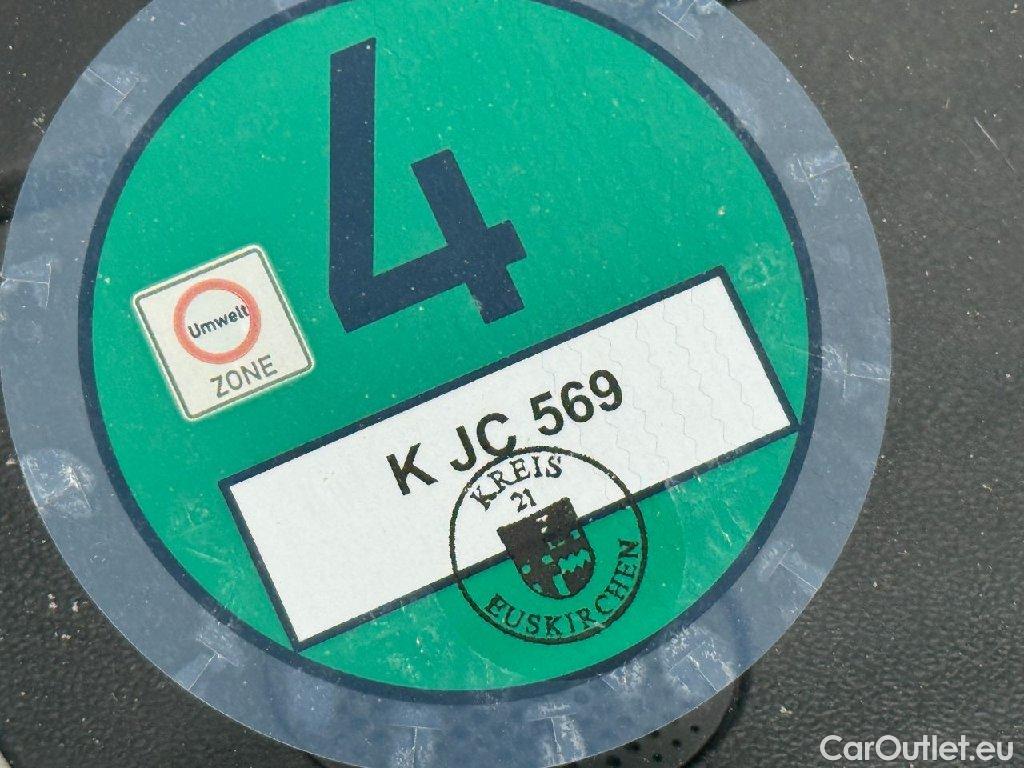 4
Umwelt
ZONE
K JC 569
KREIS
21
EUSKIRCHEN
CarOutlet.eu